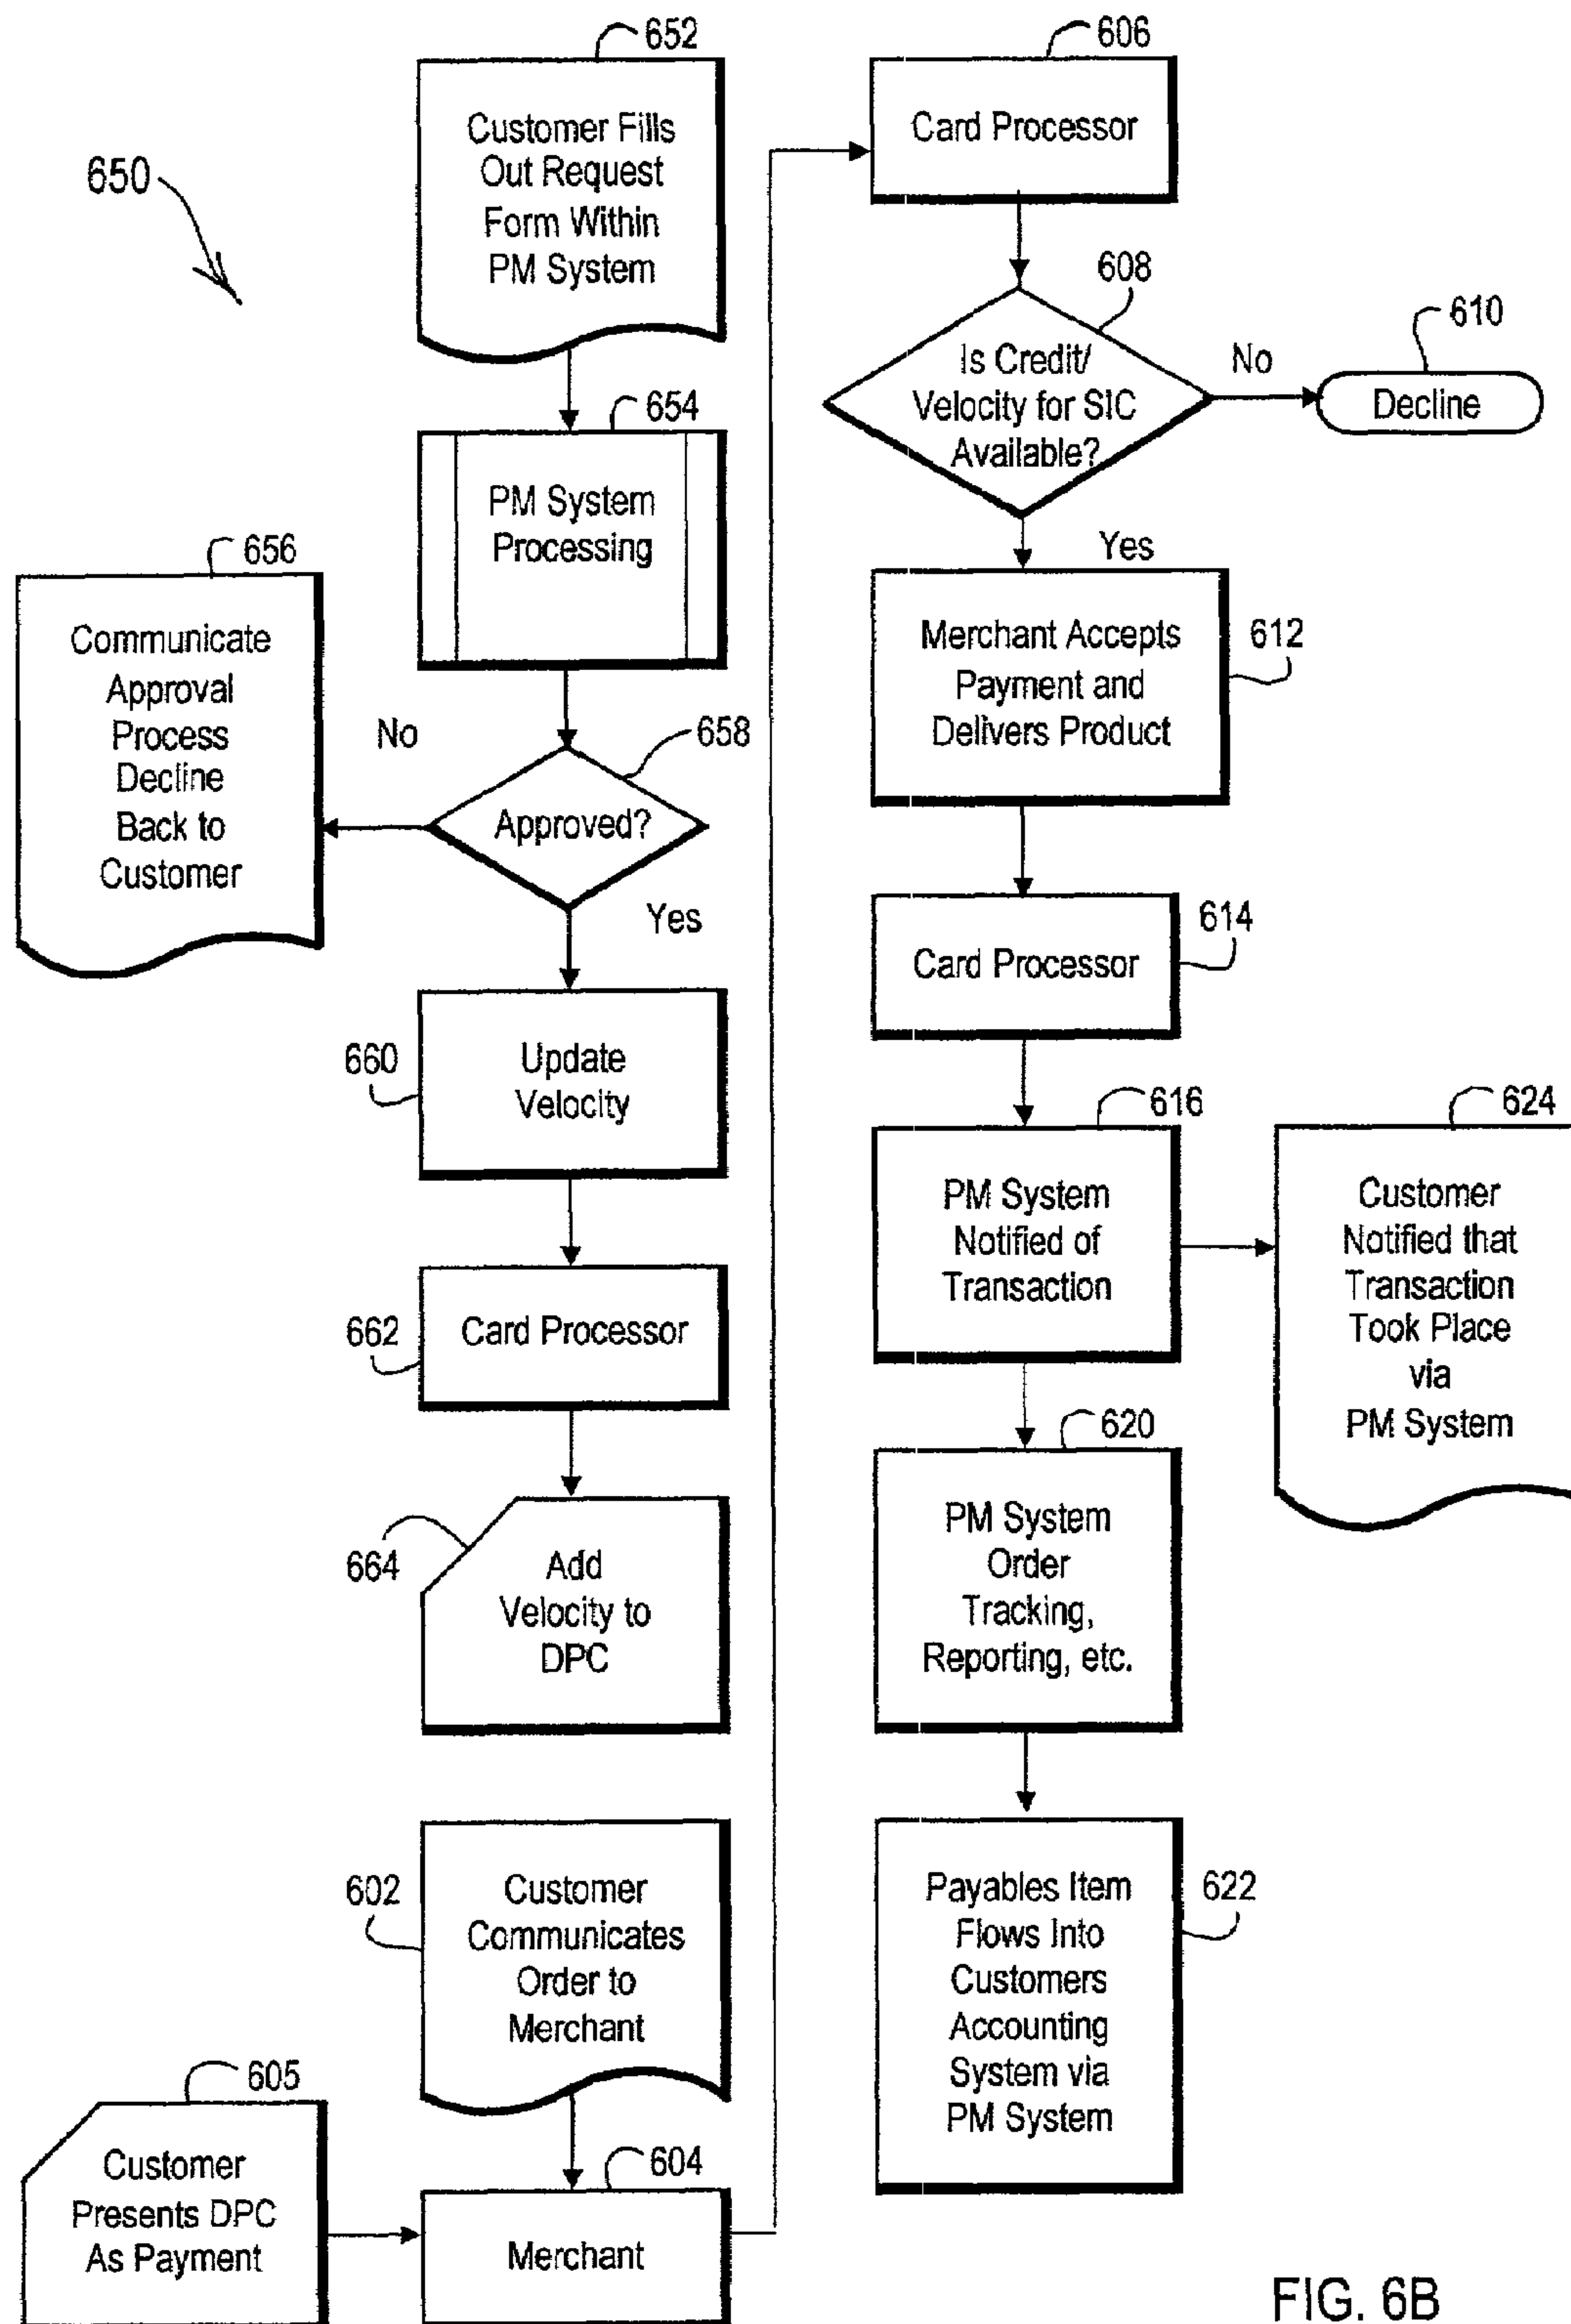 652
Customer Fills
Out Request
Form Within
PM System
650
654
PM System
Processing
656
Communicate
Approval
Process
Decline
Back to
Customer
No
658
Approved?
Yes
660
Update
Velocity
662
Card Processor
664
Add
Velocity to
DPC
602
Customer
Communicates
Order to
Merchant
605
Customer
Presents DPC
As Payment
604
Merchant
606
Card Processor
608
Is Credit/
Velocity for SIC
Available?
No
610
Decline
Yes
Merchant Accepts
Payment and
Delivers Product
612
614
Card Processor
616
PM System
Notified of
Transaction
624
Customer
Notified that
Transaction
Took Place
via
PM System
620
PM System
Order
Tracking,
Reporting, etc.
Payables Item
Flows Into
Customers
Accounting
System via
PM System
622
FIG. 6B